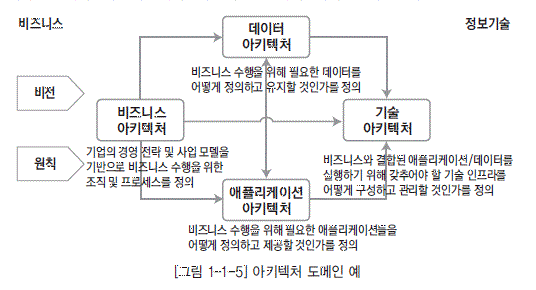 비즈니스
정보기술
데이터
아키텍처
비즈니스 수행을 위해 필요한 데이터를
어떻게 정의하고 유지할 것인가를 정의
비전
비즈니스
아키텍처
기술
아키텍처
원칙
기업의 경영 전략 및 사업 모델을
기반으로 비즈니스 수행을 위한
조직 및 프로세스를 정의
비즈니스와 결합된 애플리케이션/데이터를
실행하기 위해 갖추어야 할 기술 인프라를
어떻게 구성하고 관리할 것인가를 정의
애플리케이션
아키텍처
비즈니스 수행을 위해 필요한 애플리케이션들을
어떻게 정의하고 제공할 것인가를 정의
[그림 1-1-5] 아키텍처 도메인 예